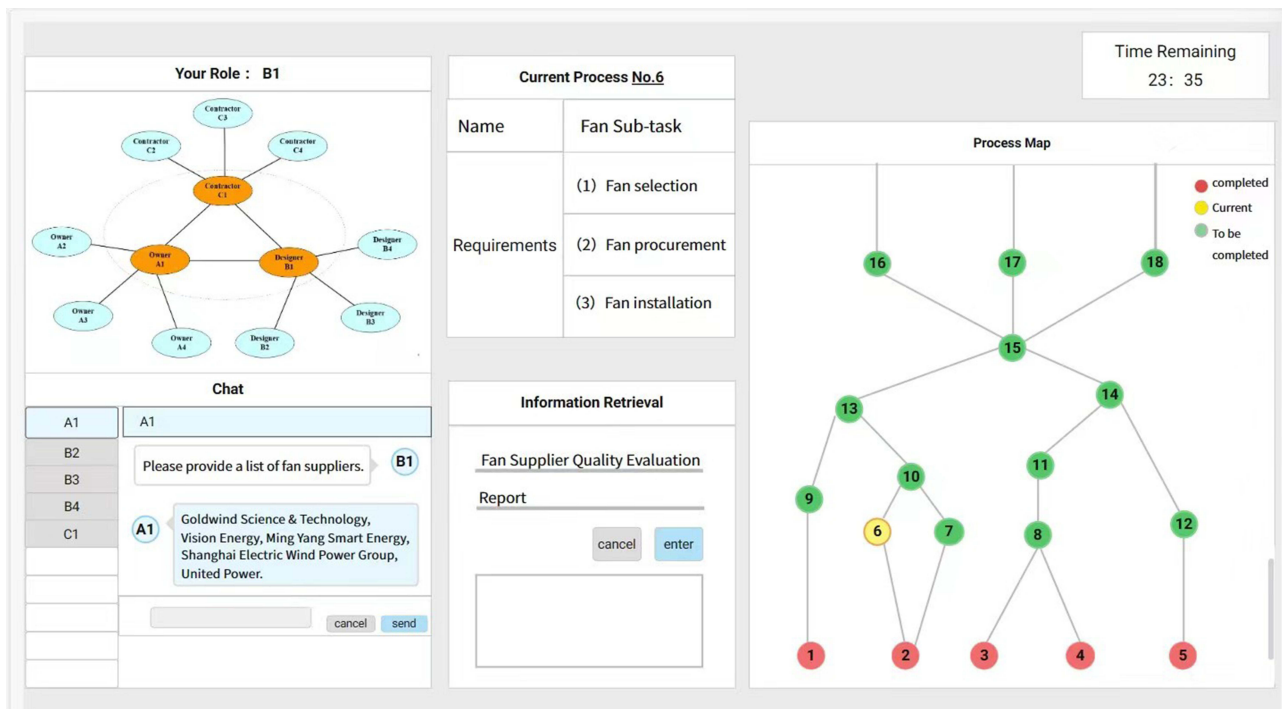 Your Role : B1
Contractor
C3
Contractor
C2
Contractor
C4
Contractor
C1
Owner
A2
Owner
A1
Designer
B1
Designer
B4
Owner
A3
Owner
A4
Designer
B2
Designer
B3
Chat
A1
B2
B3
B4
C1
A1
Please provide a list of fan suppliers.
B1
A1
Goldwind Science & Technology,
Vision Energy, Ming Yang Smart Energy,
Shanghai Electric Wind Power Group,
United Power.
cancel
send
Current Process No.6
Name
Fan Sub-task
Requirements
(1) Fan selection
(2) Fan procurement
(3) Fan installation
Information Retrieval
Fan Supplier Quality Evaluation
Report
cancel
enter
Time Remaining
23: 35
Process Map
completed
Current
To be
completed
16
17
18
15
14
13
11
10
9
12
6
7
8
1
2
3
4
5